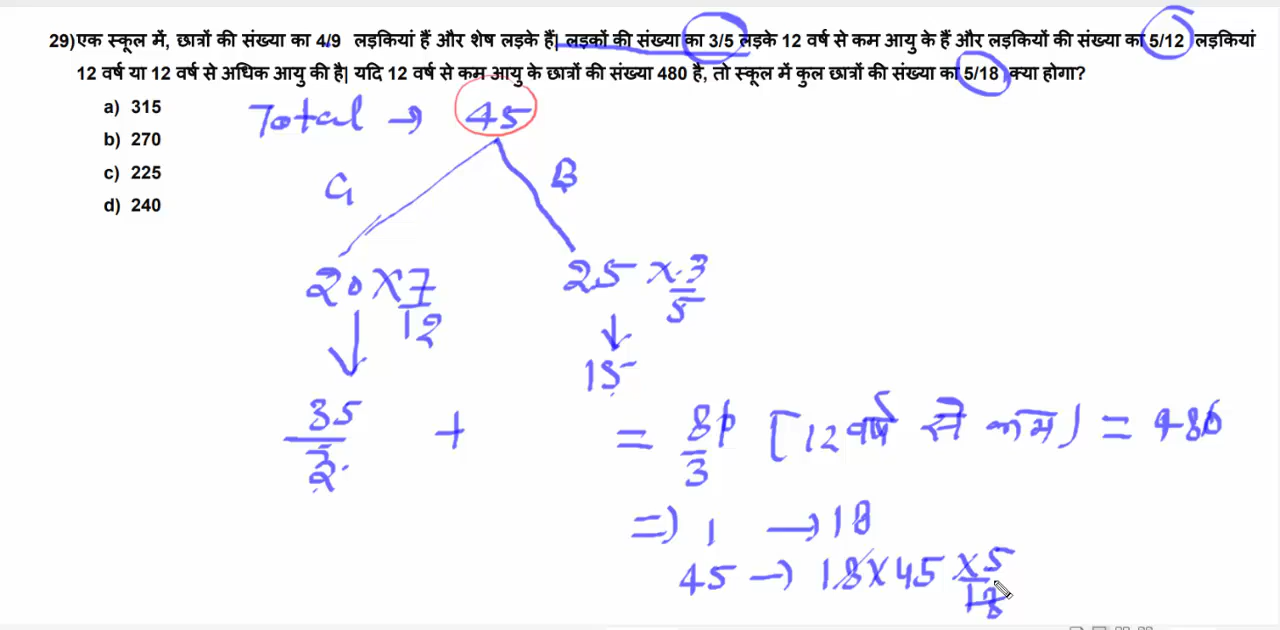 29)एक स्कूल में, छात्रों की संख्या का 4/9 लड़कियां हैं और शेष लड़के हैं| लड़कों की संख्या का 3/5 लड़के 12 वर्ष से कम आयु के हैं और लड़कियों की संख्या का 5/12 लड़कियां
12 वर्ष या 12 वर्ष से अधिक आयु की है| यदि 12 वर्ष से कम आयु के छात्रों की संख्या 480 है, तो स्कूल में कुल छात्रों की संख्या का 5/18 क्या होगा?
a) 315
b) 270
c) 225
d) 240
Total → 45
G B
20 x 7/12 25 x 3/5
15
35/3 + = 80/3 [12 वर्ष से कम) = 480
=) 1 → 18
45 → 18 x 45 x 5/18